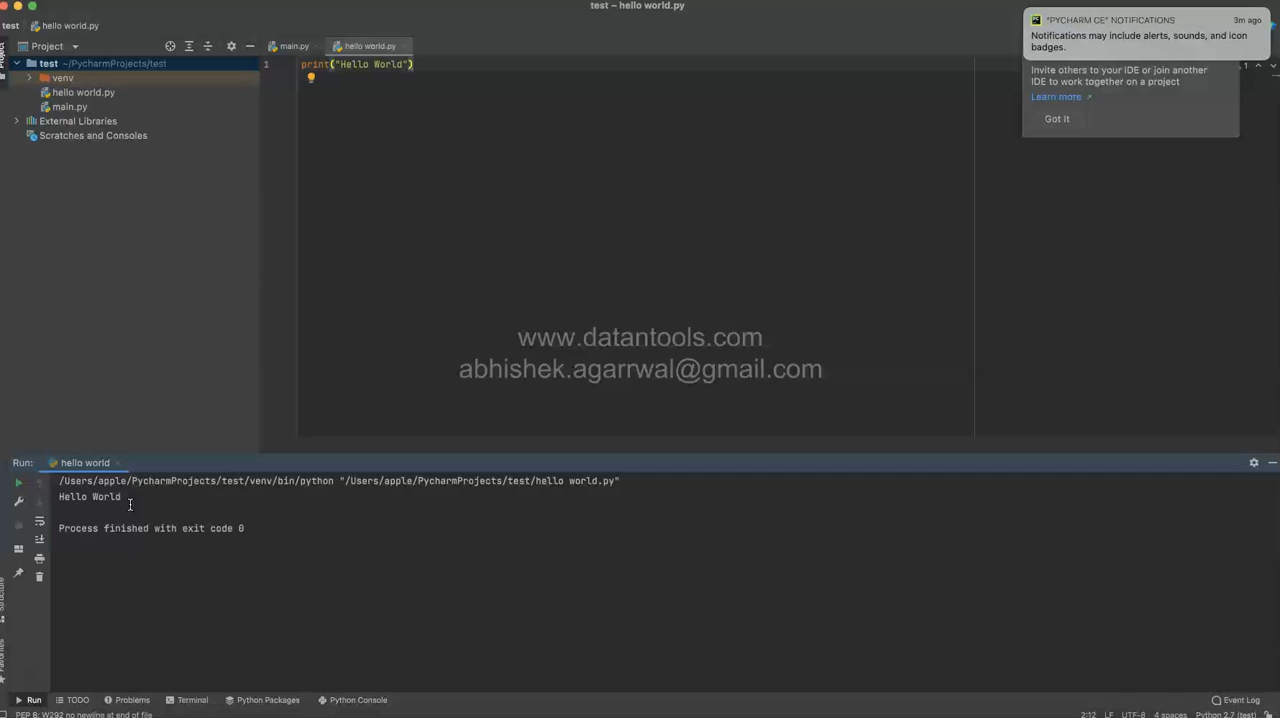 test – hello world.py
test
hello world.py
Project
test ~/PycharmProjects/test
venv
hello world.py
main.py
External Libraries
Scratches and Consoles
main.py
hello world.py
1
print("Hello World")
"PYCHARM CE" NOTIFICATIONS
3m ago
Notifications may include alerts, sounds, and icon
badges.
1
Invite others to your IDE or join another
IDE to work together on a project
Learn more
Got It
Project
www.datantools.com
abhishek.agarrwal@gmail.com
Run:
hello world
/Users/apple/PycharmProjects/test/venv/bin/python "/Users/apple/PycharmProjects/test/hello world.py"
Hello World
Process finished with exit code 0
Structure
Favorites
Run
TODO
Problems
Terminal
Python Packages
Python Console
Event Log
PEP 8: W292 no newline at end of file
2:12
LF
UTF-8
4 spaces
Python 2.7 (test)